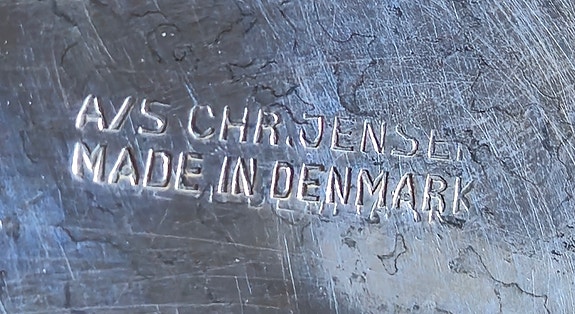 A/S CHR. JENSEN
MADE IN DENMARK